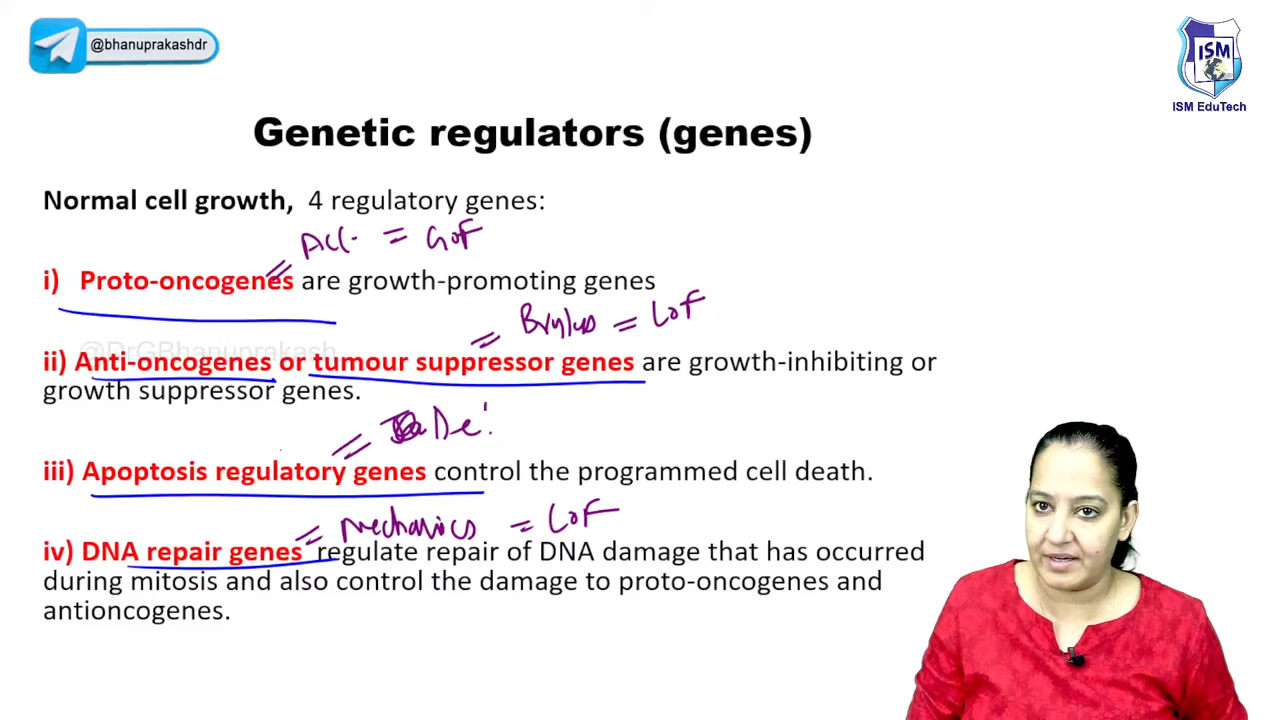 @bhanuprakashdr
ISM
ISM EduTech
Genetic regulators (genes)
Normal cell growth, 4 regulatory genes:
= Acc. = GoF
i) Proto-oncogenes are growth-promoting genes
= = LoF
@DrGBhanuprakash
ii) Anti-oncogenes or tumour suppressor genes are growth-inhibiting or
growth suppressor genes.
= De
iii) Apoptosis regulatory genes control the programmed cell death.
= Mechanics = LoF
iv) DNA repair genes regulate repair of DNA damage that has occurred
during mitosis and also control the damage to proto-oncogenes and
antioncogenes.